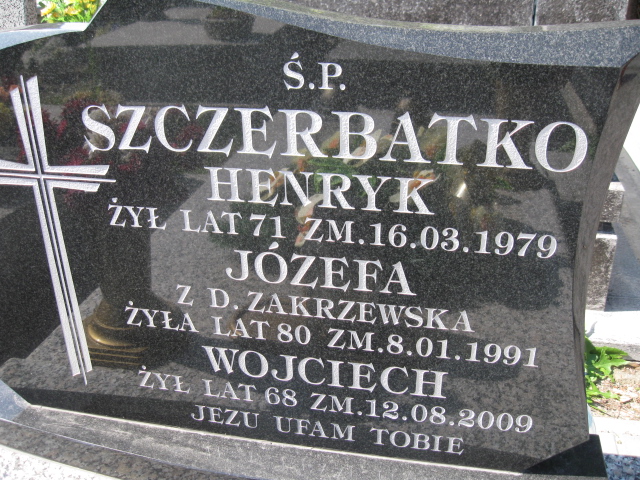 Ś.P.
SZCZERBATKO
HENRYK
ŻYŁ LAT 71 ZM.16.03.1979
JÓZEFA
Z D. ZAKRZEWSKA
ŻYŁA LAT 80 ZM.8.01.1991
WOJCIECH
ŻYŁ LAT 68 ZM.12.08.2009
JEZU UFAM TOBIE